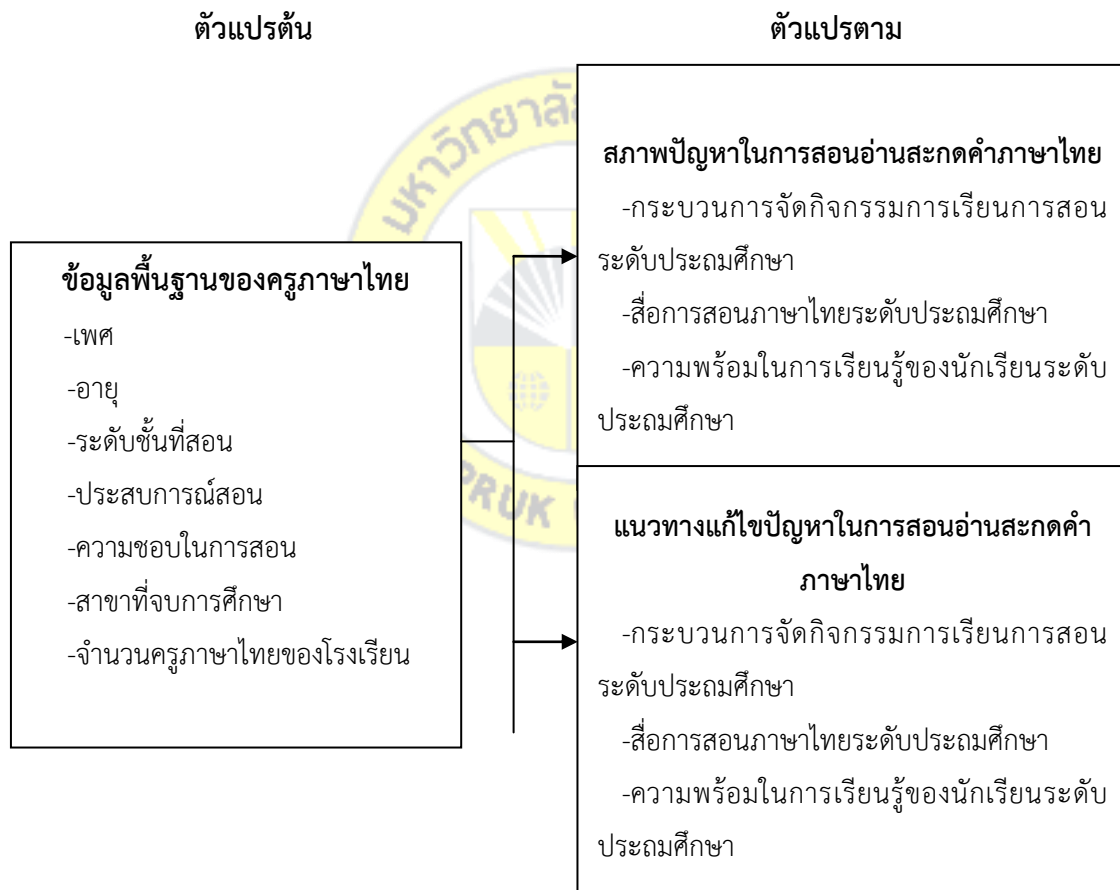 ตัวแปรต้น
ตัวแปรตาม
ข้อมูลพื้นฐานของครูภาษาไทย
-เพศ
-อายุ
-ระดับชั้นที่สอน
-ประสบการณ์สอน
-ความชอบในการสอน
-สาขาที่จบการศึกษา
-จำนวนครูภาษาไทยของโรงเรียน
สภาพปัญหาในการสอนอ่านสะกดคำภาษาไทย
-กระบวนการจัดกิจกรรมการเรียนการสอน
ระดับประถมศึกษา
-สื่อการสอนภาษาไทยระดับประถมศึกษา
-ความพร้อมในการเรียนรู้ของนักเรียนระดับ
ประถมศึกษา
แนวทางแก้ไขปัญหาในการสอนอ่านสะกดคำ
ภาษาไทย
-กระบวนการจัดกิจกรรมการเรียนการสอน
ระดับประถมศึกษา
-สื่อการสอนภาษาไทยระดับประถมศึกษา
-ความพร้อมในการเรียนรู้ของนักเรียนระดับ
ประถมศึกษา
มหาวิทยาลัย
PRUK